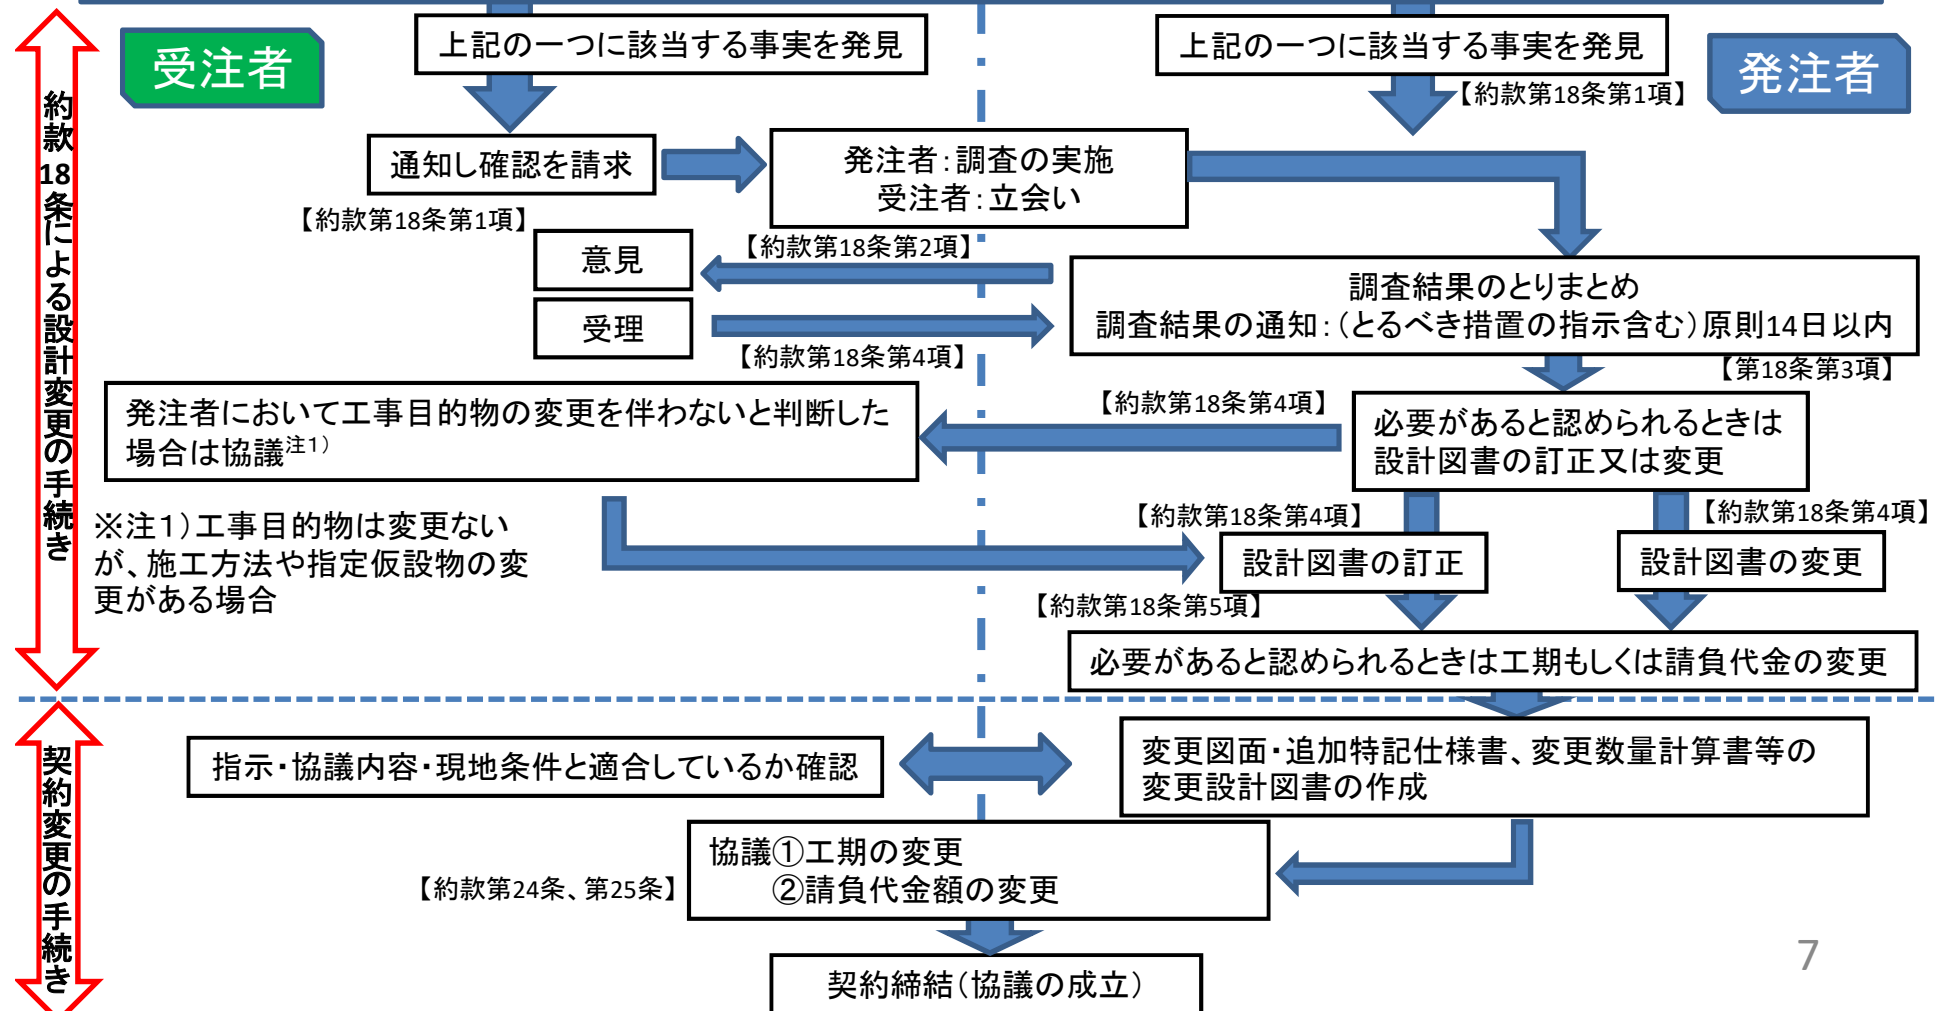 受注者
上記の一つに該当する事実を発見
上記の一つに該当する事実を発見
発注者
【約款第18条第1項】
約款18条による設計変更の手続き
通知し確認を請求
発注者：調査の実施
受注者：立会い
【約款第18条第1項】
【約款第18条第2項】
意見
受理
【約款第18条第4項】
調査結果のとりまとめ
調査結果の通知：（とるべき措置の指示含む）原則14日以内
【第18条第3項】
発注者において工事目的物の変更を伴わないと判断した
場合は協議注1）
【約款第18条第4項】
必要があると認められるときは
設計図書の訂正又は変更
※注1）工事目的物は変更ない
が、施工方法や指定仮設物の変
更がある場合
【約款第18条第4項】
【約款第18条第4項】
設計図書の訂正
設計図書の変更
【約款第18条第5項】
必要があると認められるときは工期もしくは請負代金の変更
契約変更の手続き
指示・協議内容・現地条件と適合しているか確認
変更図面・追加特記仕様書、変更数量計算書等の
変更設計図書の作成
協議①工期の変更
②請負代金額の変更
【約款第24条、第25条】
契約締結（協議の成立）
7